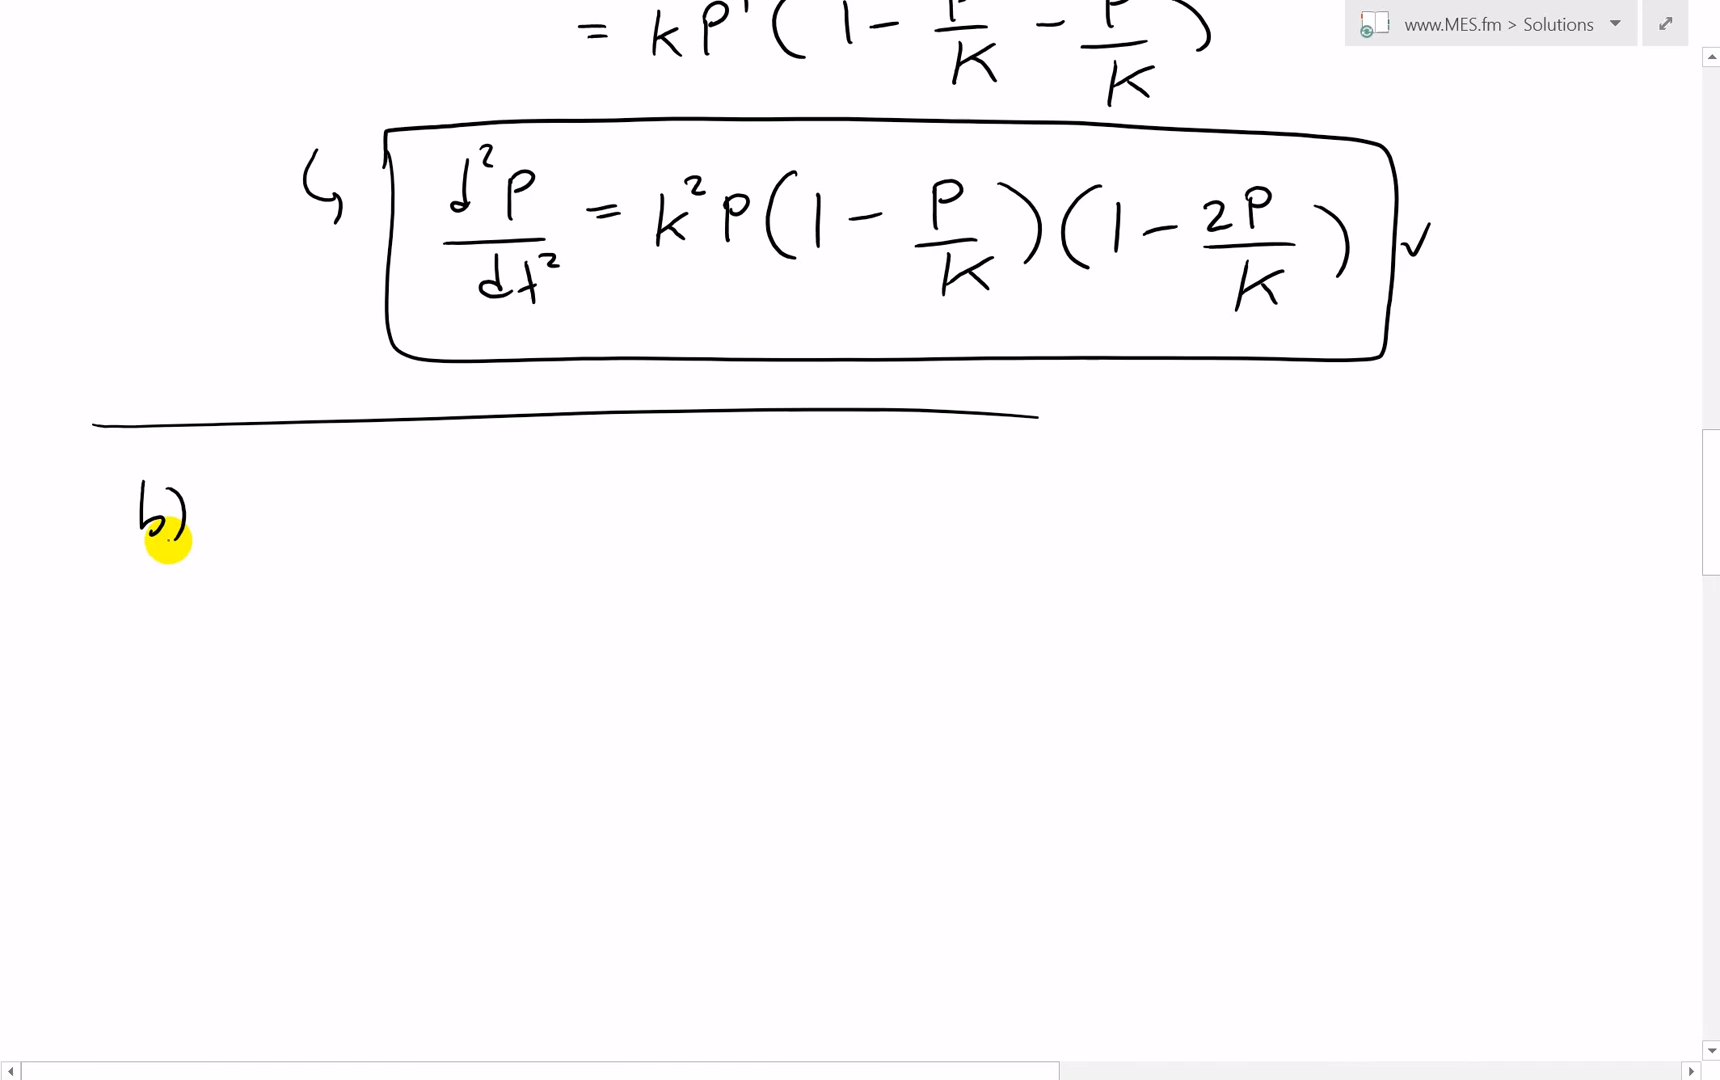 www.MES.fm > Solutions
= kP'(1 - P/K - P/K)
↳ d²P/dt² = k²P(1 - P/K)(1 - 2P/K) ✓
b)